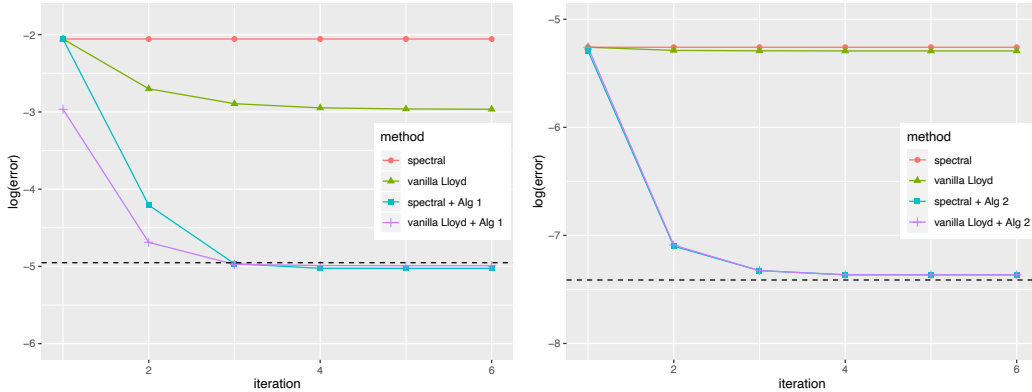 −2
−3
−4
−5
−6
log(error)
2
4
6
iteration
method
spectral
vanilla Lloyd
spectral + Alg 1
vanilla Lloyd + Alg 1
−5
−6
−7
−8
log(error)
2
4
6
iteration
method
spectral
vanilla Lloyd
spectral + Alg 2
vanilla Lloyd + Alg 2